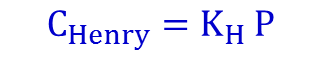 C_Henry = K_H P